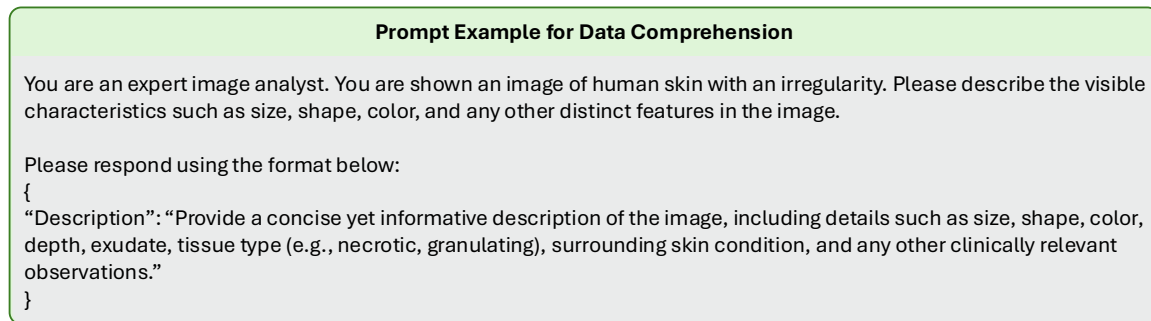 Prompt Example for Data Comprehension
You are an expert image analyst. You are shown an image of human skin with an irregularity. Please describe the visible
characteristics such as size, shape, color, and any other distinct features in the image.
Please respond using the format below:
{
“Description”: “Provide a concise yet informative description of the image, including details such as size, shape, color,
depth, exudate, tissue type (e.g., necrotic, granulating), surrounding skin condition, and any other clinically relevant
observations.”
}